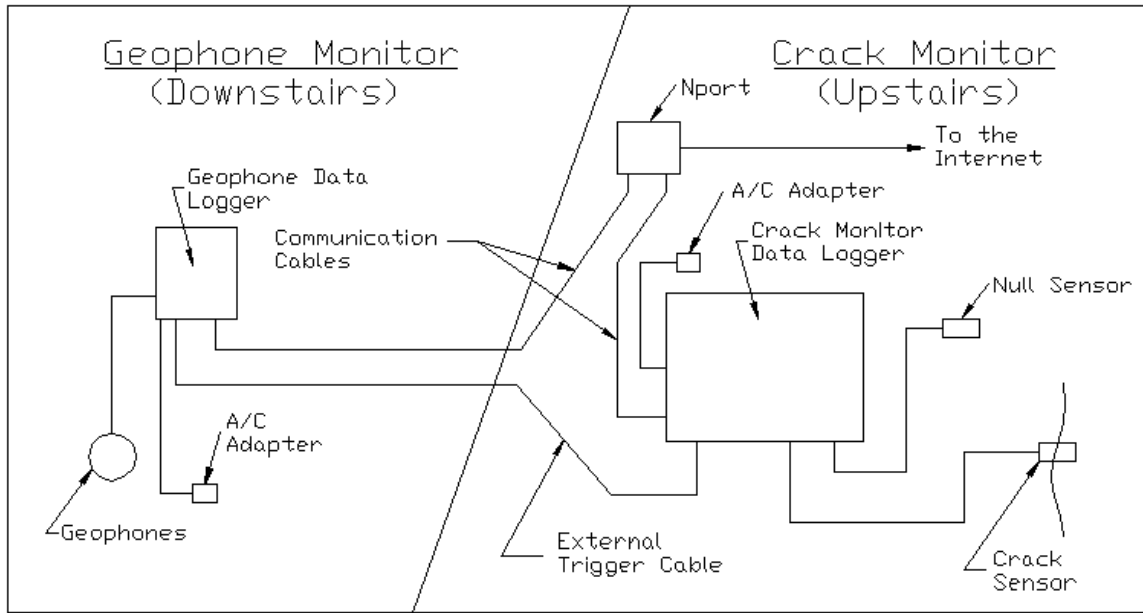 Geophone Monitor
(Downstairs)
Crack Monitor
(Upstairs)
Nport
To the
Internet
Geophone Data
Logger
A/C Adapter
Communication
Cables
Crack Monitor
Data Logger
Null Sensor
A/C
Adapter
Geophones
External
Trigger Cable
Crack
Sensor